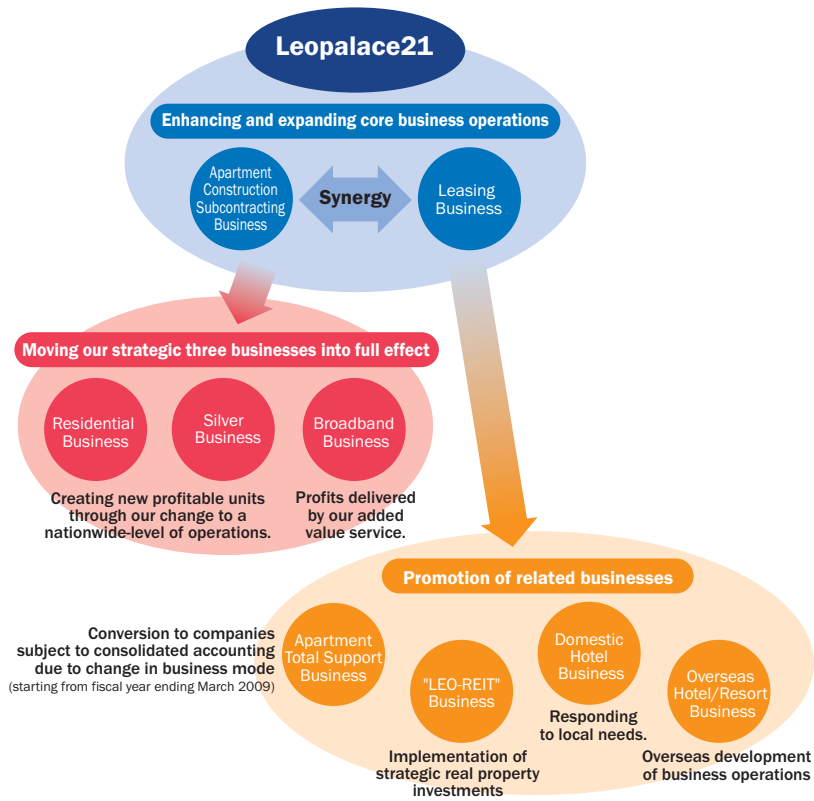 Leopalace21
Enhancing and expanding core business operations
Apartment
Construction
Subcontracting
Business
Synergy
Leasing
Business
Moving our strategic three businesses into full effect
Residential
Business
Silver
Business
Broadband
Business
Creating new profitable units
through our change to a
nationwide-level of operations.
Profits delivered
by our added
value service.
Promotion of related businesses
Conversion to companies
subject to consolidated accounting
due to change in business mode
(starting from fiscal year ending March 2009)
Apartment
Total Support
Business
"LEO-REIT"
Business
Implementation of
strategic real property
investments
Domestic
Hotel
Business
Responding
to local needs.
Overseas
Hotel/Resort
Business
Overseas development
of business operations